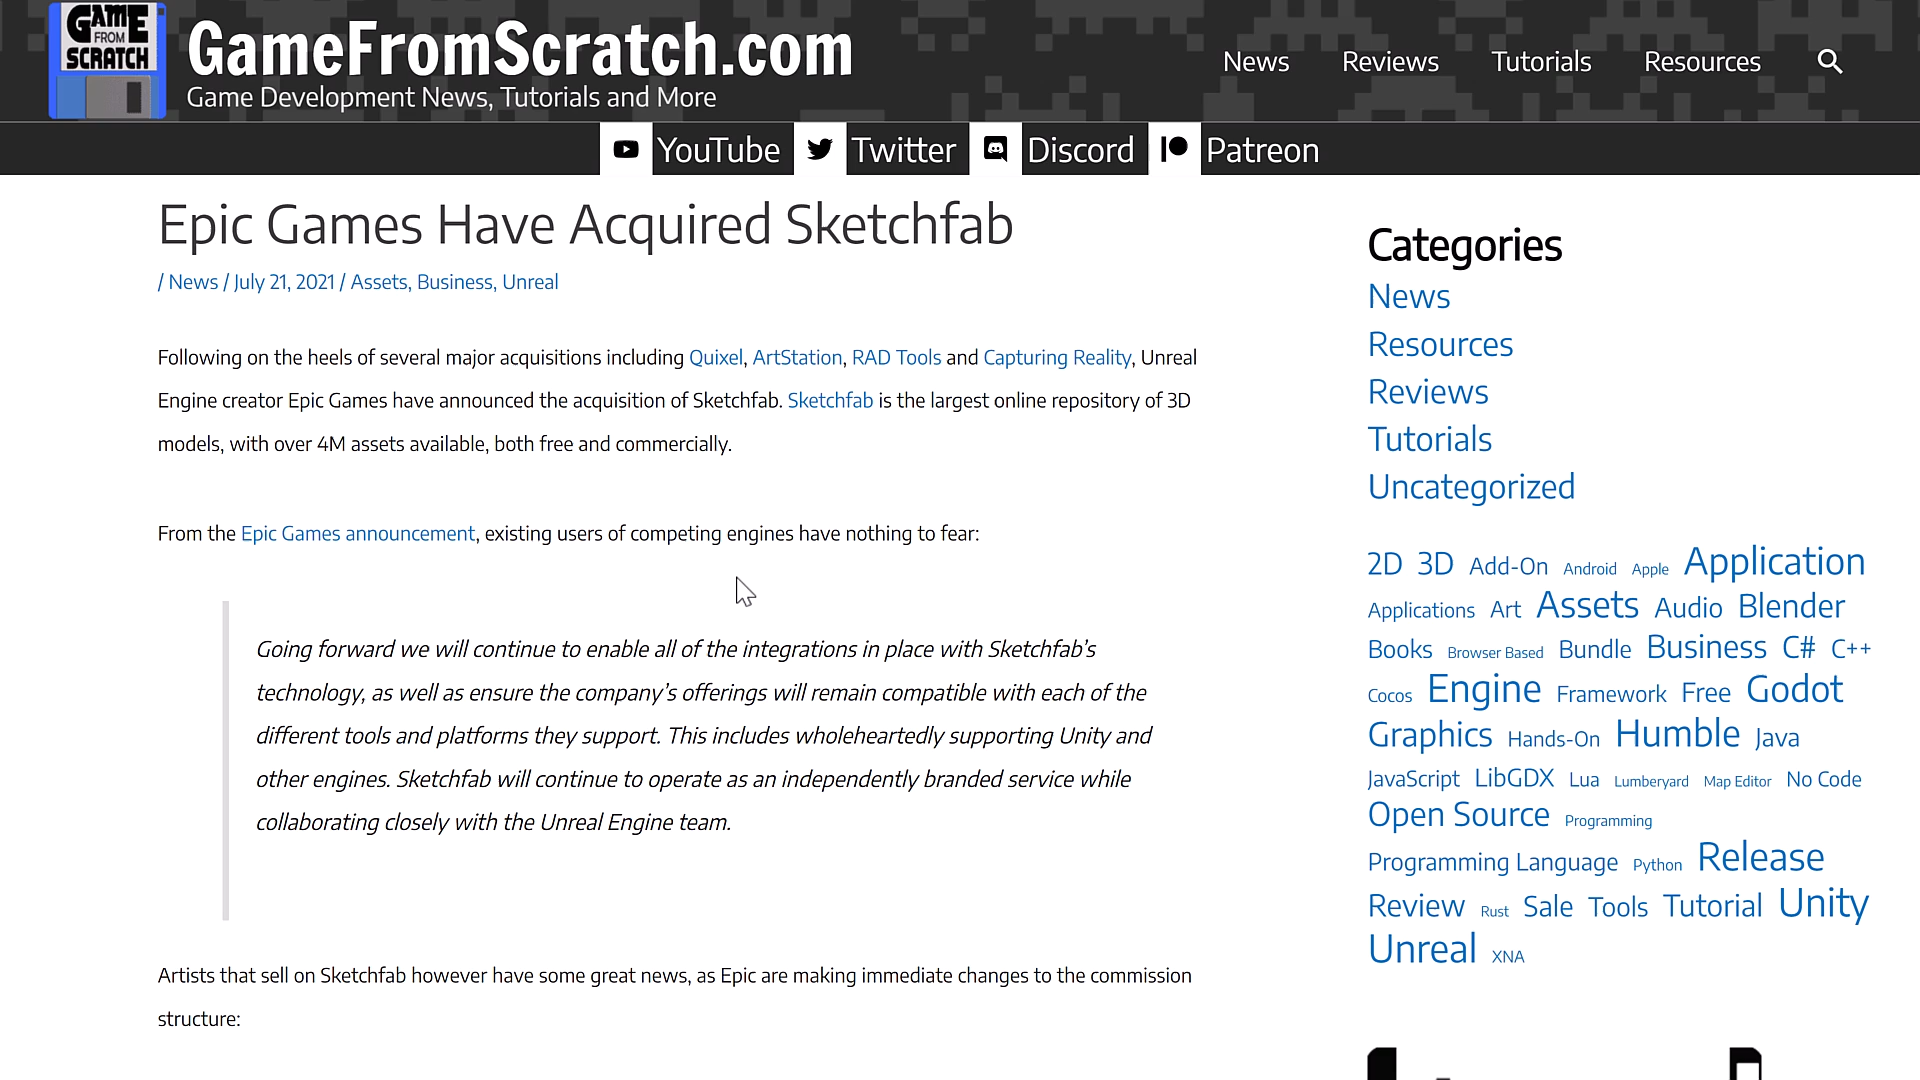 GAME
FROM
SCRATCH
GameFromScratch.com
Game Development News, Tutorials and More
News Reviews Tutorials Resources
YouTube Twitter Discord Patreon
Epic Games Have Acquired Sketchfab
/ News / July 21, 2021 / Assets, Business, Unreal
Following on the heels of several major acquisitions including Quixel, ArtStation, RAD Tools and Capturing Reality, Unreal
Engine creator Epic Games have announced the acquisition of Sketchfab. Sketchfab is the largest online repository of 3D
models, with over 4M assets available, both free and commercially.
From the Epic Games announcement, existing users of competing engines have nothing to fear:
Going forward we will continue to enable all of the integrations in place with Sketchfab’s
technology, as well as ensure the company’s offerings will remain compatible with each of the
different tools and platforms they support. This includes wholeheartedly supporting Unity and
other engines. Sketchfab will continue to operate as an independently branded service while
collaborating closely with the Unreal Engine team.
Artists that sell on Sketchfab however have some great news, as Epic are making immediate changes to the commission
structure:
Categories
News
Resources
Reviews
Tutorials
Uncategorized
2D 3D Add-On Android Apple Application
Applications Art Assets Audio Blender
Books Browser Based Bundle Business C# C++
Cocos Engine Framework Free Godot
Graphics Hands-On Humble Java
JavaScript LibGDX Lua Lumberyard Map Editor No Code
Open Source Programming
Programming Language Python Release
Review Rust Sale Tools Tutorial Unity
Unreal XNA